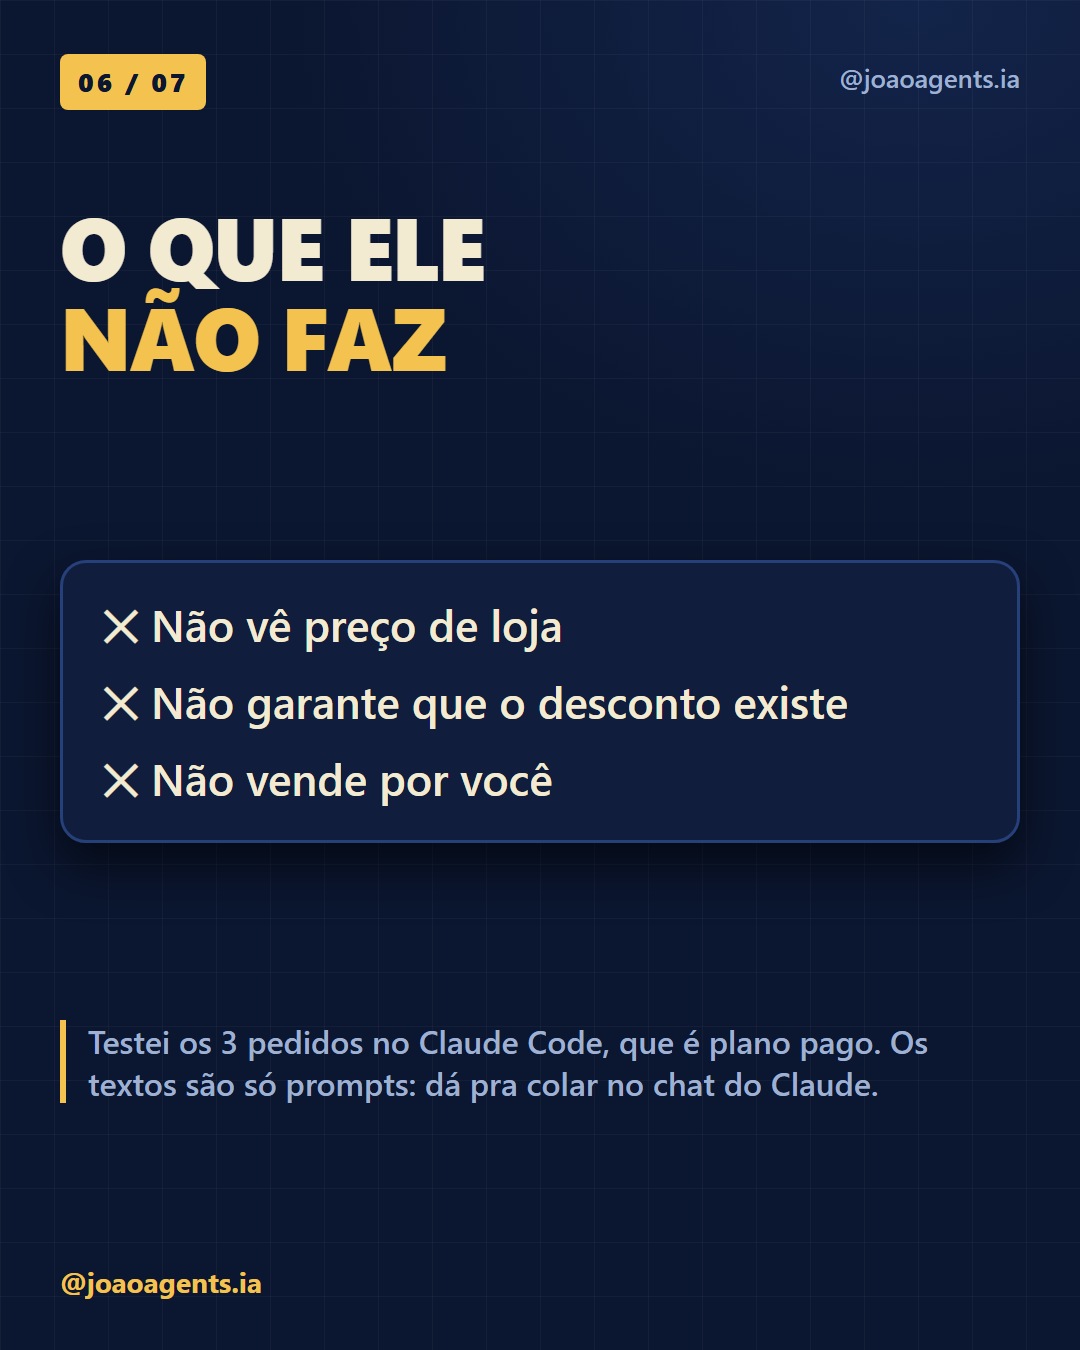 06 / 07
@joaoagents.ia
O QUE ELE
NÃO FAZ
✕ Não vê preço de loja
✕ Não garante que o desconto existe
✕ Não vende por você
Testei os 3 pedidos no Claude Code, que é plano pago. Os
textos são só prompts: dá pra colar no chat do Claude.
@joaoagents.ia